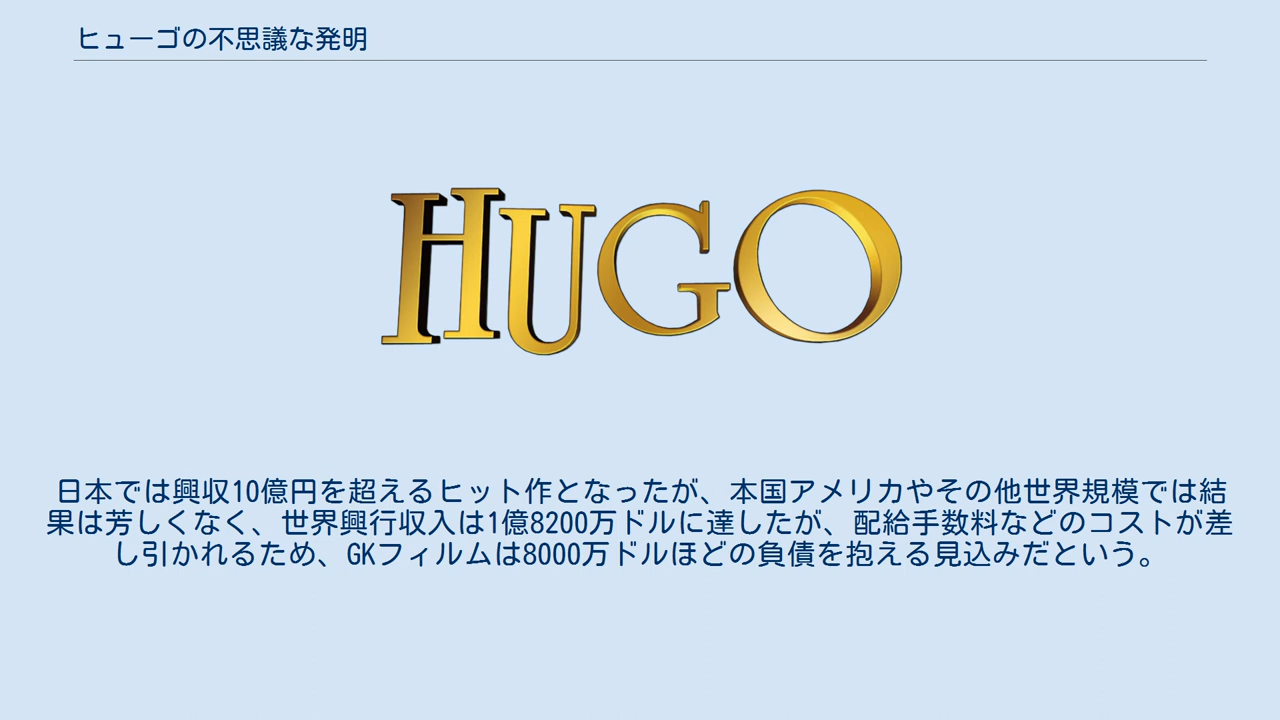 ヒューゴの不思議な発明
HUGO
日本では興収10億円を超えるヒット作となったが、本国アメリカやその他世界規模では結
果は芳しくなく、世界興行収入は1億8200万ドルに達したが、配給手数料などのコストが差
し引かれるため、GKフィルムは8000万ドルほどの負債を抱える見込みだという。